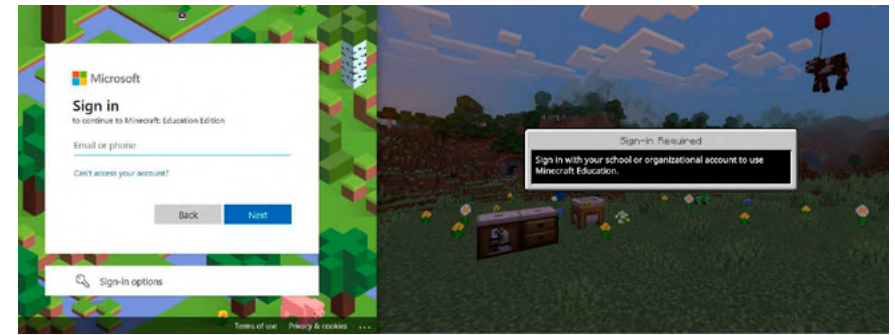 Microsoft
Sign in
to continue to Minecraft: Education Edition
Email or phone
Can't access your account?
Back
Next
Sign-in options
Terms of use
Privacy & cookies
...
Sign-in Required
Sign in with your school or organizational account to use
Minecraft Education.